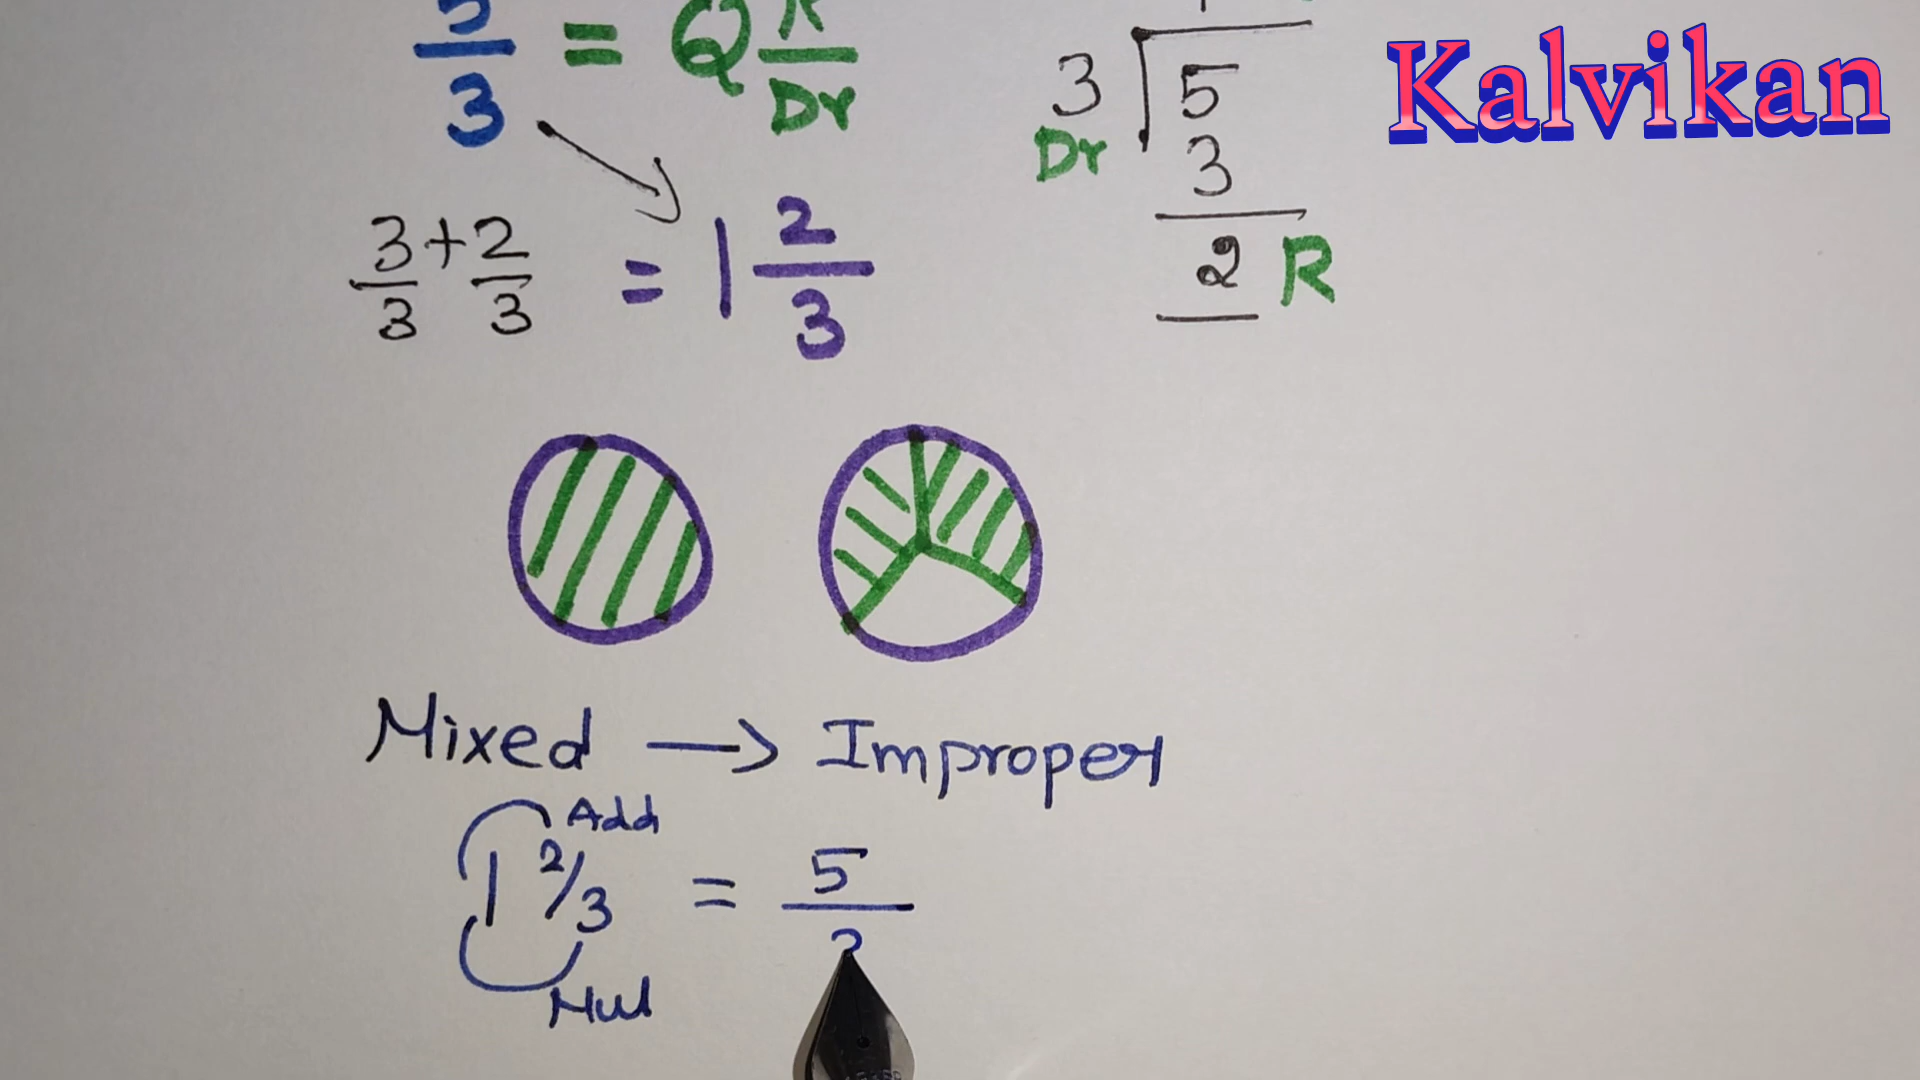 5/3 = Q R/Dr
3 5
Dr
3
3/3 + 2/3 = 1 2/3
2 R
Kalvikan
Mixed → Improper
Add
1 2/3 = 5/
Mul